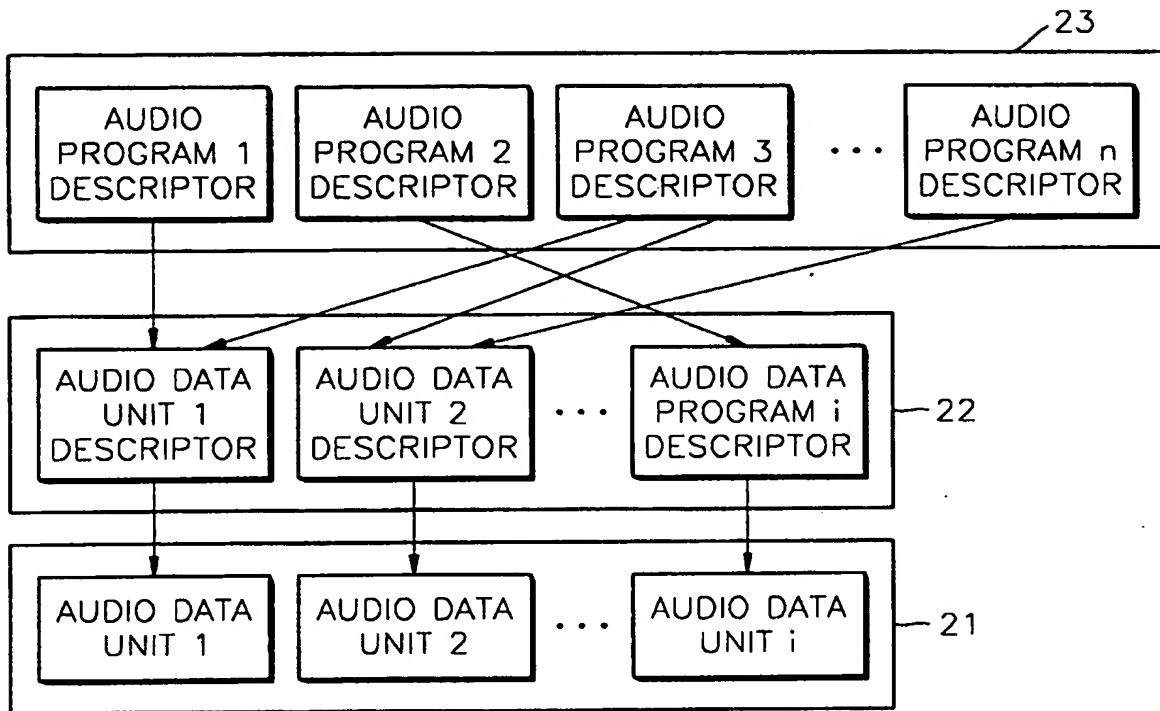 23
AUDIO
PROGRAM 1
DESCRIPTOR
AUDIO
PROGRAM 2
DESCRIPTOR
AUDIO
PROGRAM 3
DESCRIPTOR
...
AUDIO
PROGRAM n
DESCRIPTOR
AUDIO DATA
UNIT 1
DESCRIPTOR
AUDIO DATA
UNIT 2
DESCRIPTOR
...
AUDIO DATA
PROGRAM i
DESCRIPTOR
22
AUDIO DATA
UNIT 1
AUDIO DATA
UNIT 2
...
AUDIO DATA
UNIT i
21